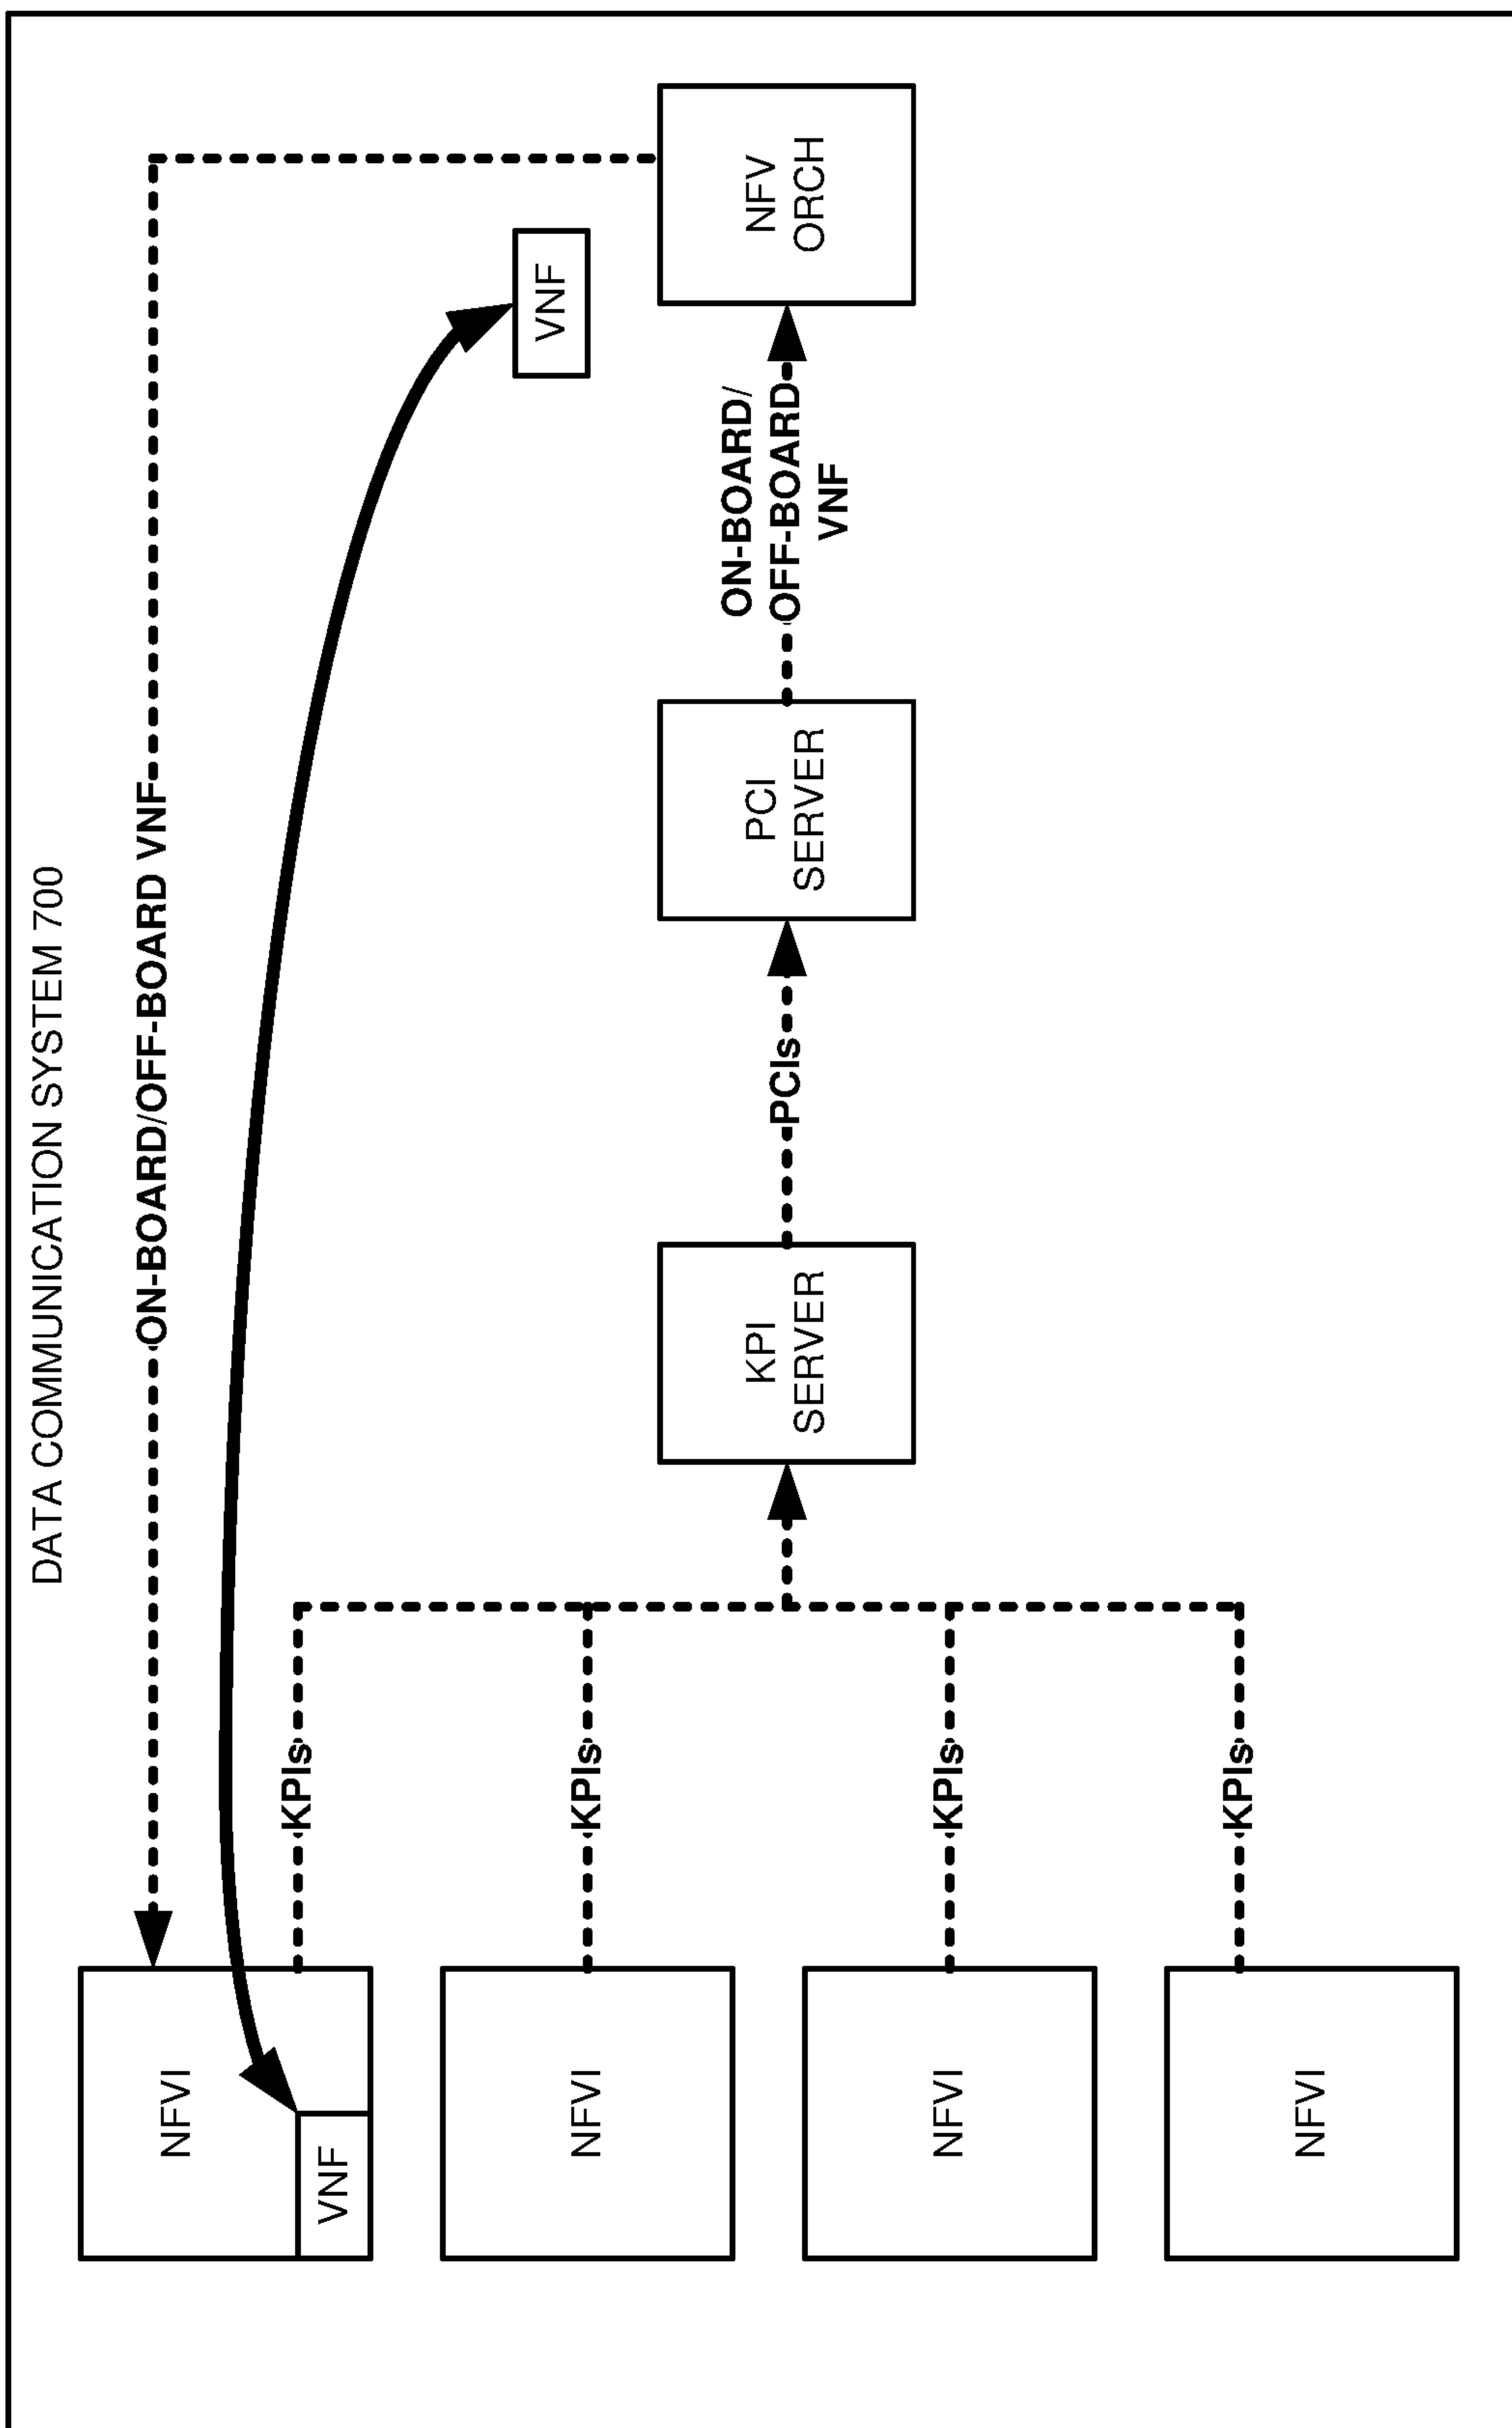 DATA COMMUNICATION SYSTEM 700
ON-BOARD/OFF-BOARD VNF
NFVI
VNF
KPIs
NFVI
KPIs
NFVI
KPIs
NFVI
KPIs
KPI
SERVER
PCIs
PCI
SERVER
ON-BOARD/
OFF-BOARD
VNF
VNF
NFV
ORCH